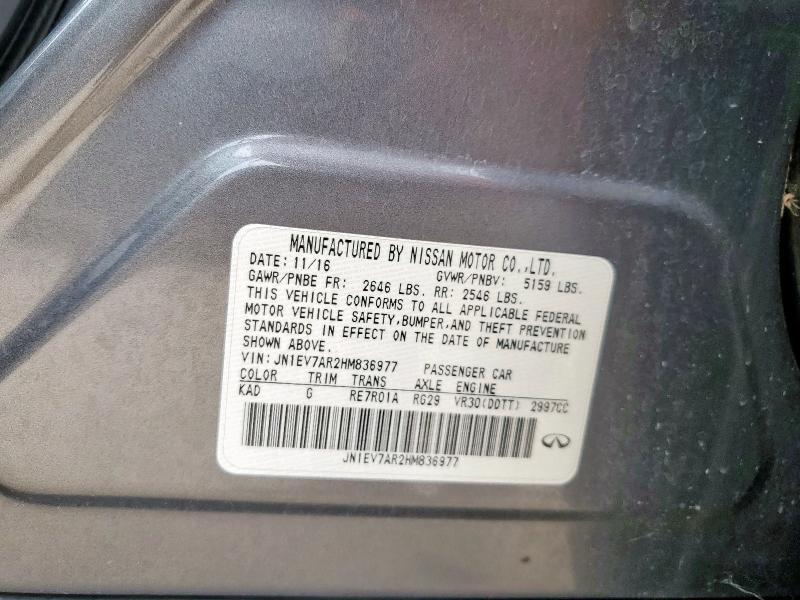 MANUFACTURED BY NISSAN MOTOR CO.,LTD.
DATE: 11/16 GVWR/PNBV: 5159 LBS.
GAWR/PNBE FR: 2646 LBS. RR: 2546 LBS.
THIS VEHICLE CONFORMS TO ALL APPLICABLE FEDERAL
MOTOR VEHICLE SAFETY,BUMPER,AND THEFT PREVENTION
STANDARDS IN EFFECT ON THE DATE OF MANUFACTURE
SHOWN ABOVE.
VIN: JN1EV7AR2HM836977 PASSENGER CAR
COLOR TRIM TRANS AXLE ENGINE
KAD G RE7R01A RG29 VR30(DDTT) 2997CC
JN1EV7AR2HM836977